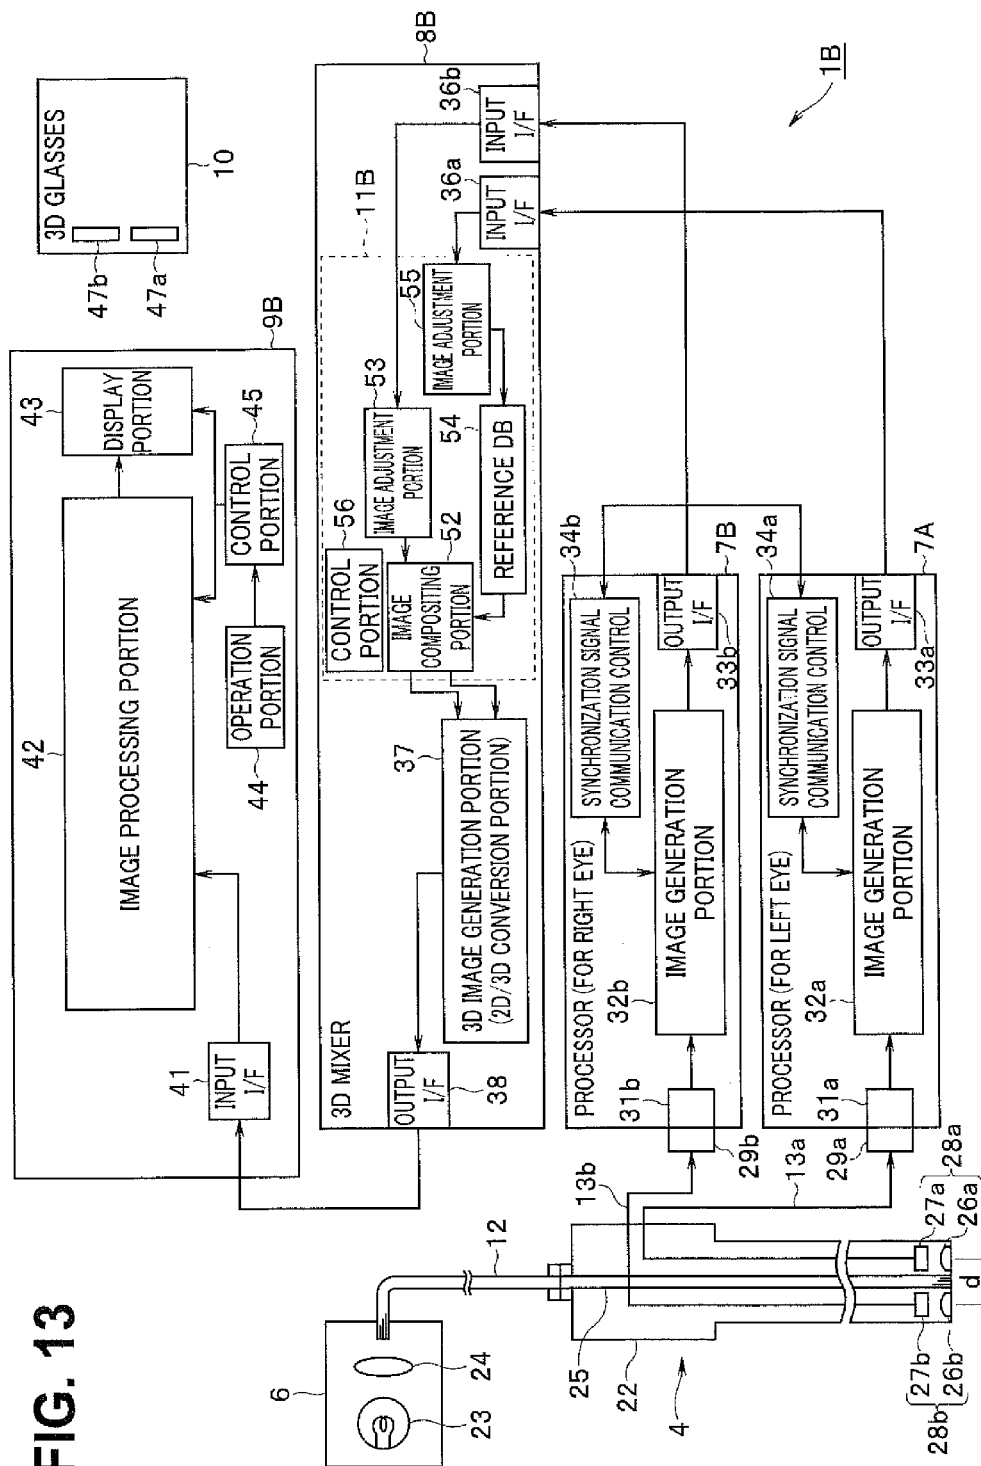 FIG. 13
1B
6
23
24
12
25
22
4
27b
26b
28b
27a
26a
28a
d
13b
13a
29b
29a
PROCESSOR (FOR RIGHT EYE)
7B
31b
32b
IMAGE GENERATION
PORTION
SYNCHRONIZATION SIGNAL
COMMUNICATION CONTROL
34b
OUTPUT
I/F
33b
PROCESSOR (FOR LEFT EYE)
7A
31a
32a
IMAGE GENERATION
PORTION
SYNCHRONIZATION SIGNAL
COMMUNICATION CONTROL
34a
OUTPUT
I/F
33a
3D MIXER
8B
OUTPUT
I/F
38
37
3D IMAGE GENERATION PORTION
(2D/3D CONVERSION PORTION)
11B
CONTROL
PORTION
56
IMAGE
COMPOSITING
PORTION
52
IMAGE ADJUSTMENT
PORTION
53
REFERENCE DB
54
IMAGE ADJUSTMENT
PORTION
55
INPUT
I/F
36a
INPUT
I/F
36b
9B
41
INPUT
I/F
42
IMAGE PROCESSING PORTION
43
DISPLAY
PORTION
OPERATION
PORTION
44
CONTROL
PORTION
45
3D GLASSES
47b
47a
10